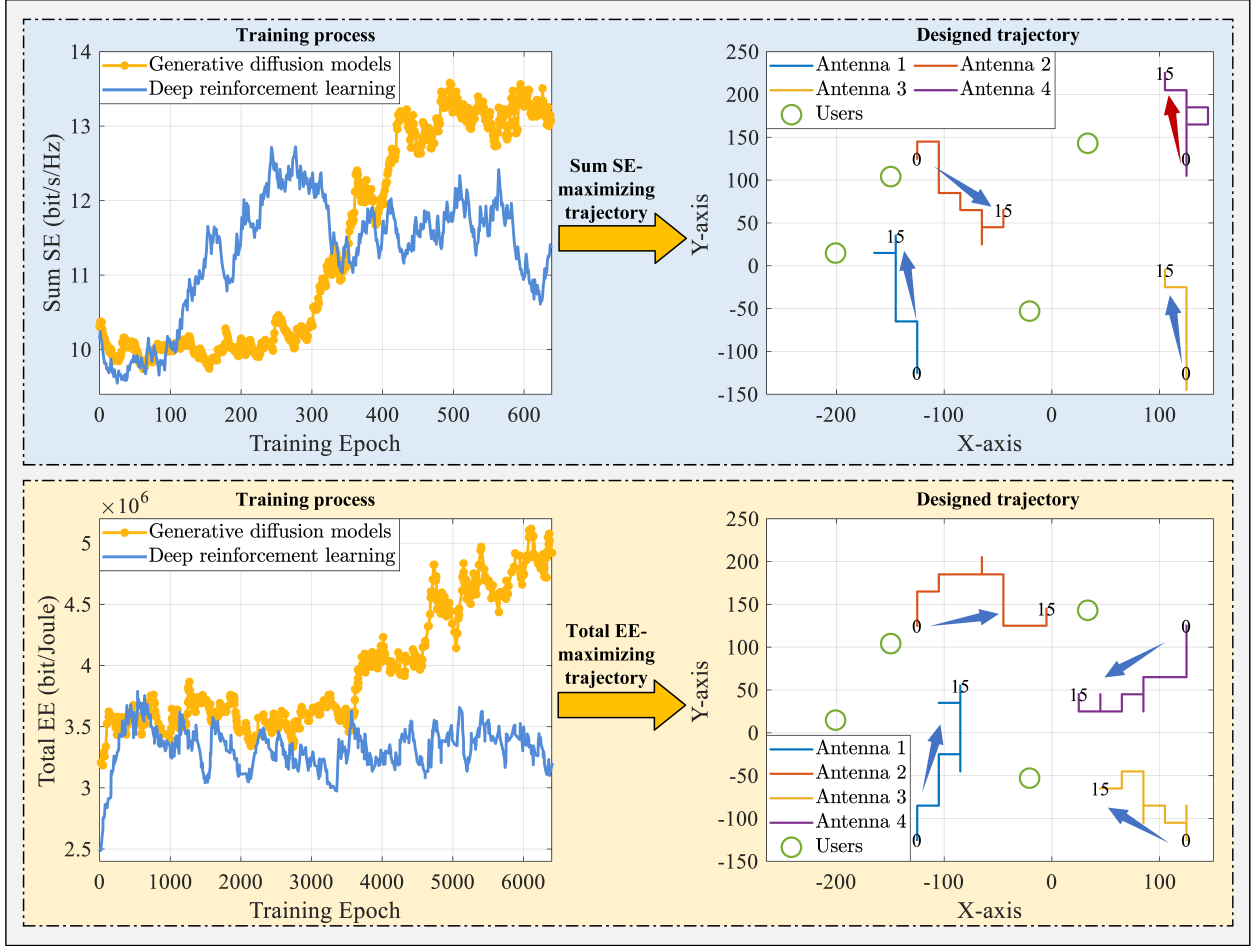 Training process
14
13
12
11
10
0
100
200
300
400
500
600
Sum SE (bit/s/Hz)
Training Epoch
Generative diffusion models
Deep reinforcement learning
Sum SE-
maximizing
trajectory
Designed trajectory
250
200
150
100
50
0
-50
-100
-150
-200
-100
0
100
Y-axis
X-axis
Antenna 1
Antenna 2
Antenna 3
Antenna 4
Users
15
0
0
15
15
15
0
0
Training process
×10⁶
5
4.5
4
3.5
3
2.5
0
1000
2000
3000
4000
5000
6000
Total EE (bit/Joule)
Training Epoch
Generative diffusion models
Deep reinforcement learning
Total EE-
maximizing
trajectory
Designed trajectory
250
200
150
100
50
0
-50
-100
-150
-200
-100
0
100
Y-axis
X-axis
15
0
0
15
15
15
0
0
Antenna 1
Antenna 2
Antenna 3
Antenna 4
Users